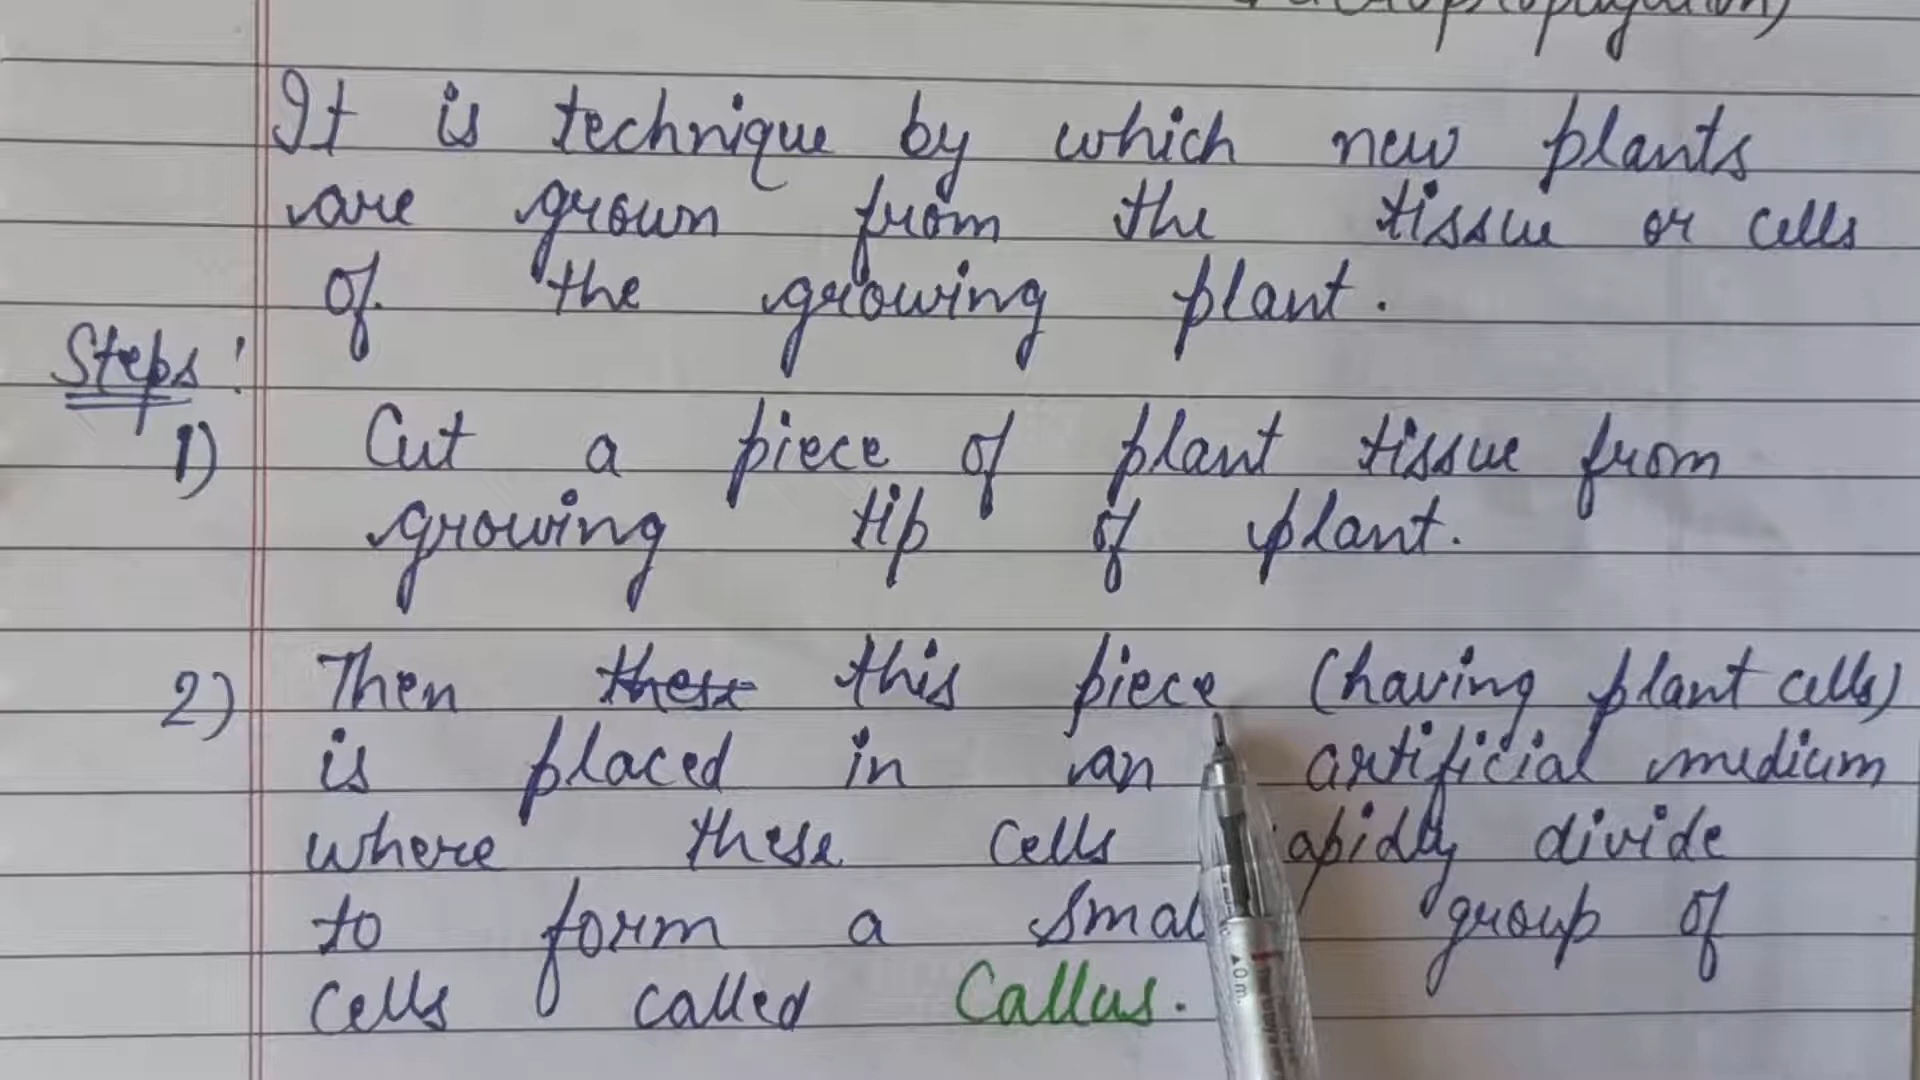 It is technique by which new plants
are grown from the tissue or cells
of the growing plant.
Steps:
1) Cut a piece of plant tissue from
growing tip of plant.
2) Then these this piece (having plant cells)
is placed in an artificial medium
where these cells apidly divide
to form a smal group of
cells called Callus.